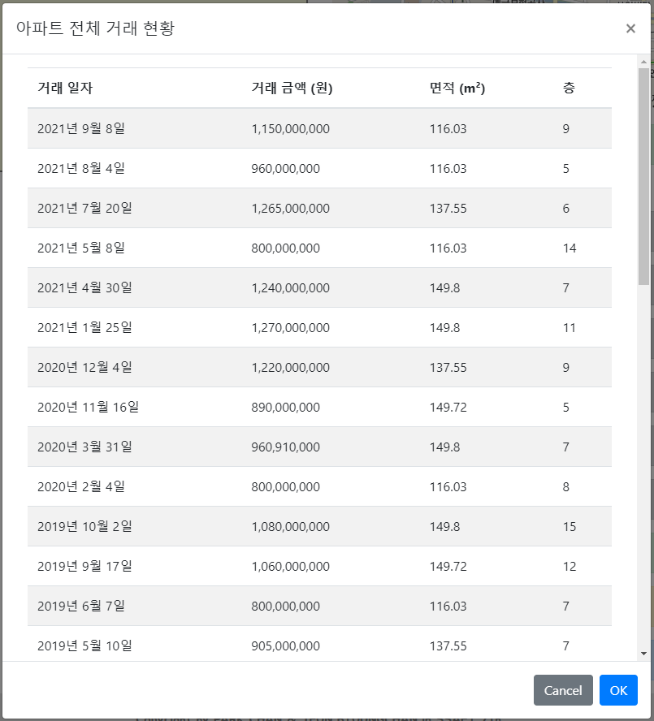 아파트 전체 거래 현황 ×
거래 일자 거래 금액 (원) 면적 (m²) 층
2021년 9월 8일 1,150,000,000 116.03 9
2021년 8월 4일 960,000,000 116.03 5
2021년 7월 20일 1,265,000,000 137.55 6
2021년 5월 8일 800,000,000 116.03 14
2021년 4월 30일 1,240,000,000 149.8 7
2021년 1월 25일 1,270,000,000 149.8 11
2020년 12월 4일 1,220,000,000 137.55 9
2020년 11월 16일 890,000,000 149.72 5
2020년 3월 31일 960,910,000 149.8 7
2020년 2월 4일 800,000,000 116.03 8
2019년 10월 2일 1,080,000,000 149.8 15
2019년 9월 17일 1,060,000,000 149.72 12
2019년 6월 7일 800,000,000 116.03 7
2019년 5월 10일 905,000,000 137.55 7
Cancel OK